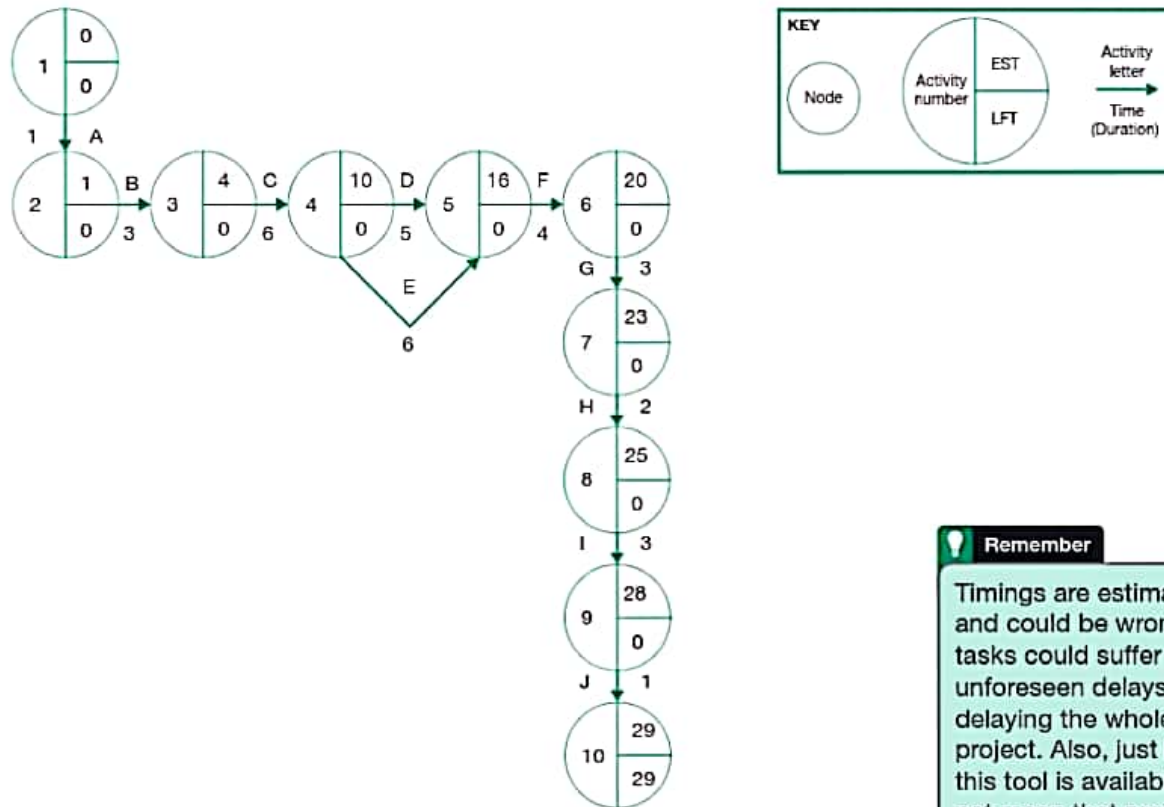 0
1
0
1 A
KEY
Node
Activity
number
EST
LFT
Activity
letter
Time
(Duration)
2
1
0
B
3
3
4
0
C
6
4
10
0
D
5
5
16
0
F
4
6
20
0
E
6
G 3
23
7
0
H 2
25
8
0
I 3
28
9
0
J 1
29
10
29
Remember
Timings are
and could be
tasks could suffer
unforeseen delays
delaying the whole
project. Also, just
this tool is